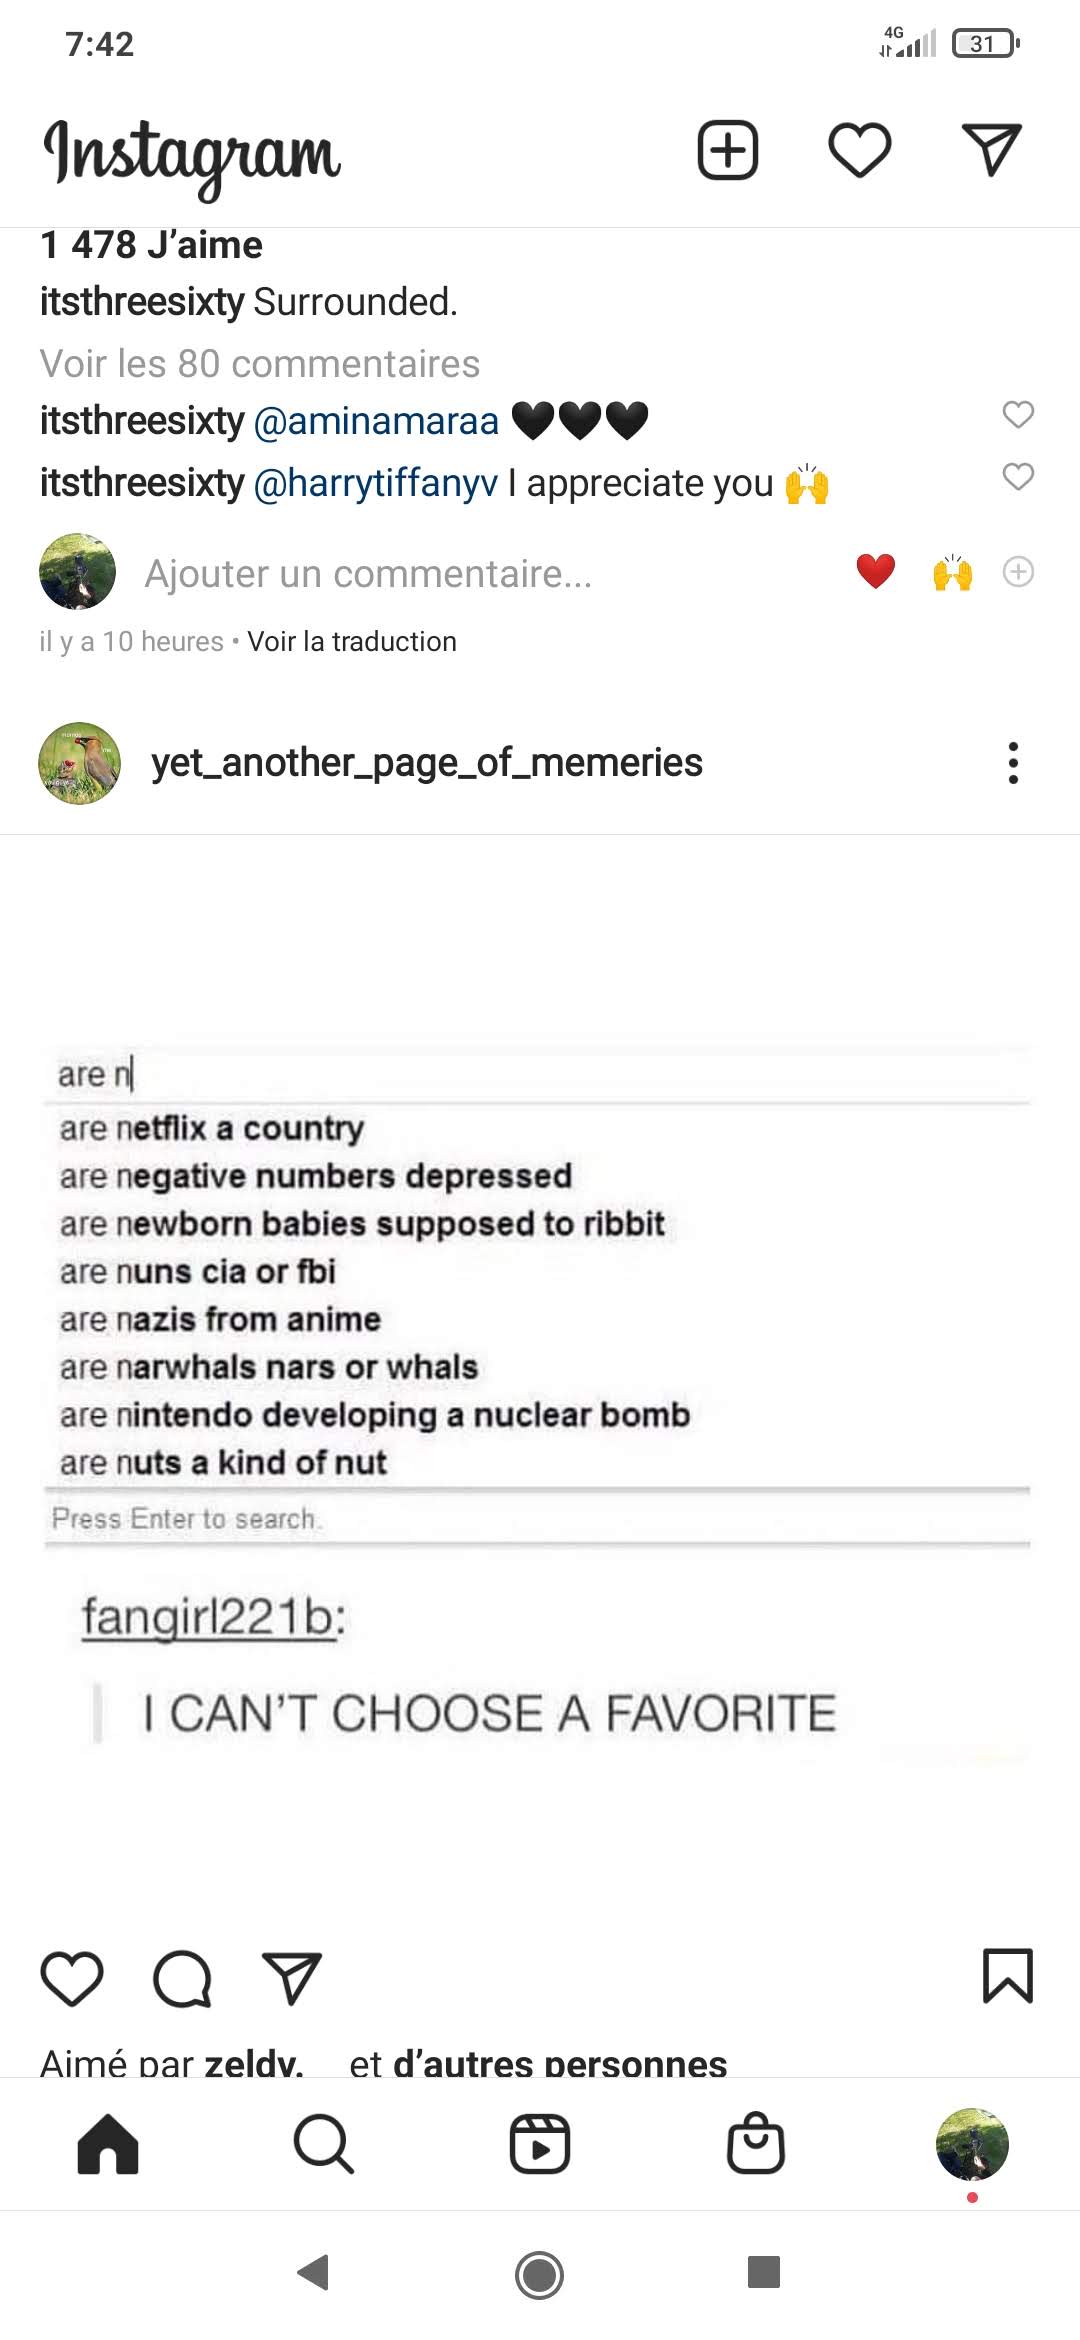 7:42
4G
31
Instagram
1 478 J’aime
itsthreesixty Surrounded.
Voir les 80 commentaires
itsthreesixty @aminamaraa 🖤🖤🖤
itsthreesixty @harrytiffanyv I appreciate you 🙌
Ajouter un commentaire...
il y a 10 heures • Voir la traduction
yet_another_page_of_memeries
are n
are netflix a country
are negative numbers depressed
are newborn babies supposed to ribbit
are nuns cia or fbi
are nazis from anime
are narwhals nars or whals
are nintendo developing a nuclear bomb
are nuts a kind of nut
Press Enter to search.
fangirl221b:
I CAN’T CHOOSE A FAVORITE
Aimé par zeldy. et d’autres personnes